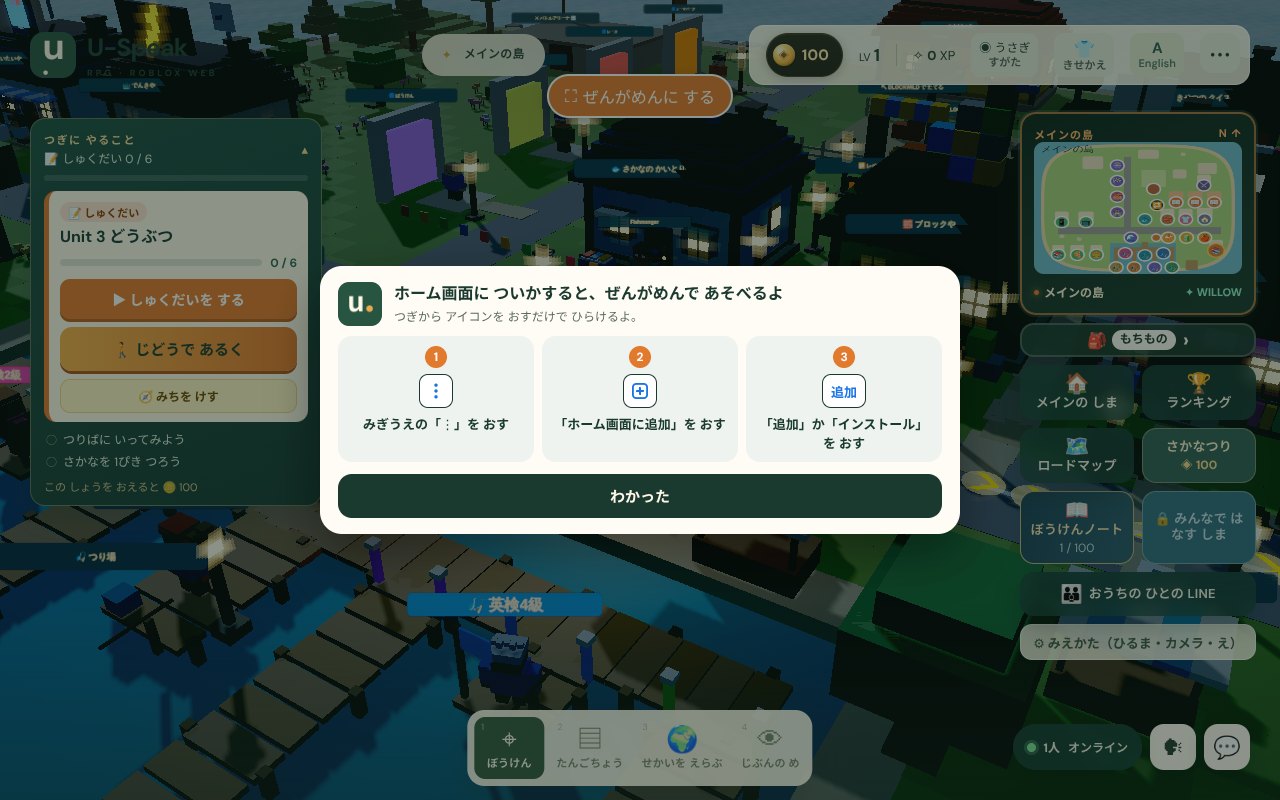 u
U-Speak
RPG · ROBLOX WEB
メインの島
ぜんがめんに する
100
LV 1
0 XP
うさぎ
すがた
きせかえ
A
English
つぎに やること
しゅくだい 0 / 6
しゅくだい
Unit 3 どうぶつ
0 / 6
▶ しゅくだいを する
じどうで あるく
みちを けす
つりばに いってみよう
さかなを 1ぴき つろう
この しょうを おえると 100
さかなの かいとり
Fishmonger
ブロックや
つり場
英検4級
u.
ホーム画面に ついかすると、ぜんがめんで あそべるよ
つぎから アイコンを おすだけで ひらけるよ。
1
2
3
追加
みぎうえの「⋮」を おす
「ホーム画面に追加」を おす
「追加」か「インストール」
を おす
わかった
メインの島
N ↑
メインの島
メインの島
WILLOW
もちもの ›
メインの しま
ランキング
ロードマップ
さかなつり
100
ぼうけんノート
1 / 100
みんなで は
なす しま
おうちの ひとの LINE
みえかた（ひるま・カメラ・え）
1人 オンライン
1
ぼうけん
2
たんごちょう
3
せかいを えらぶ
4
じぶんの め